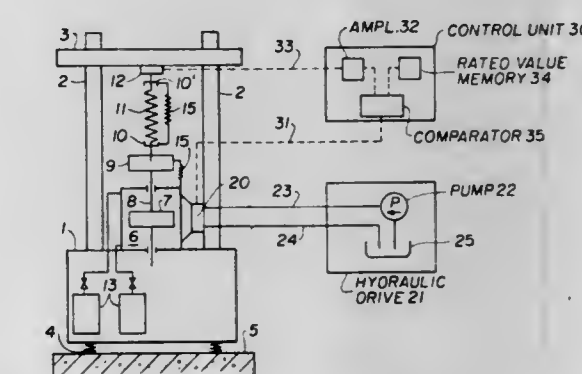 3
2
12
10'
11
15
10
9
8
7
6
1
13
4
5
2
15
20
33
31
23
24
AMPL.32
CONTROL UNIT 30
RATED VALUE
MEMORY 34
COMPARATOR 35
PUMP 22
P
25
HYDRAULIC
DRIVE 21